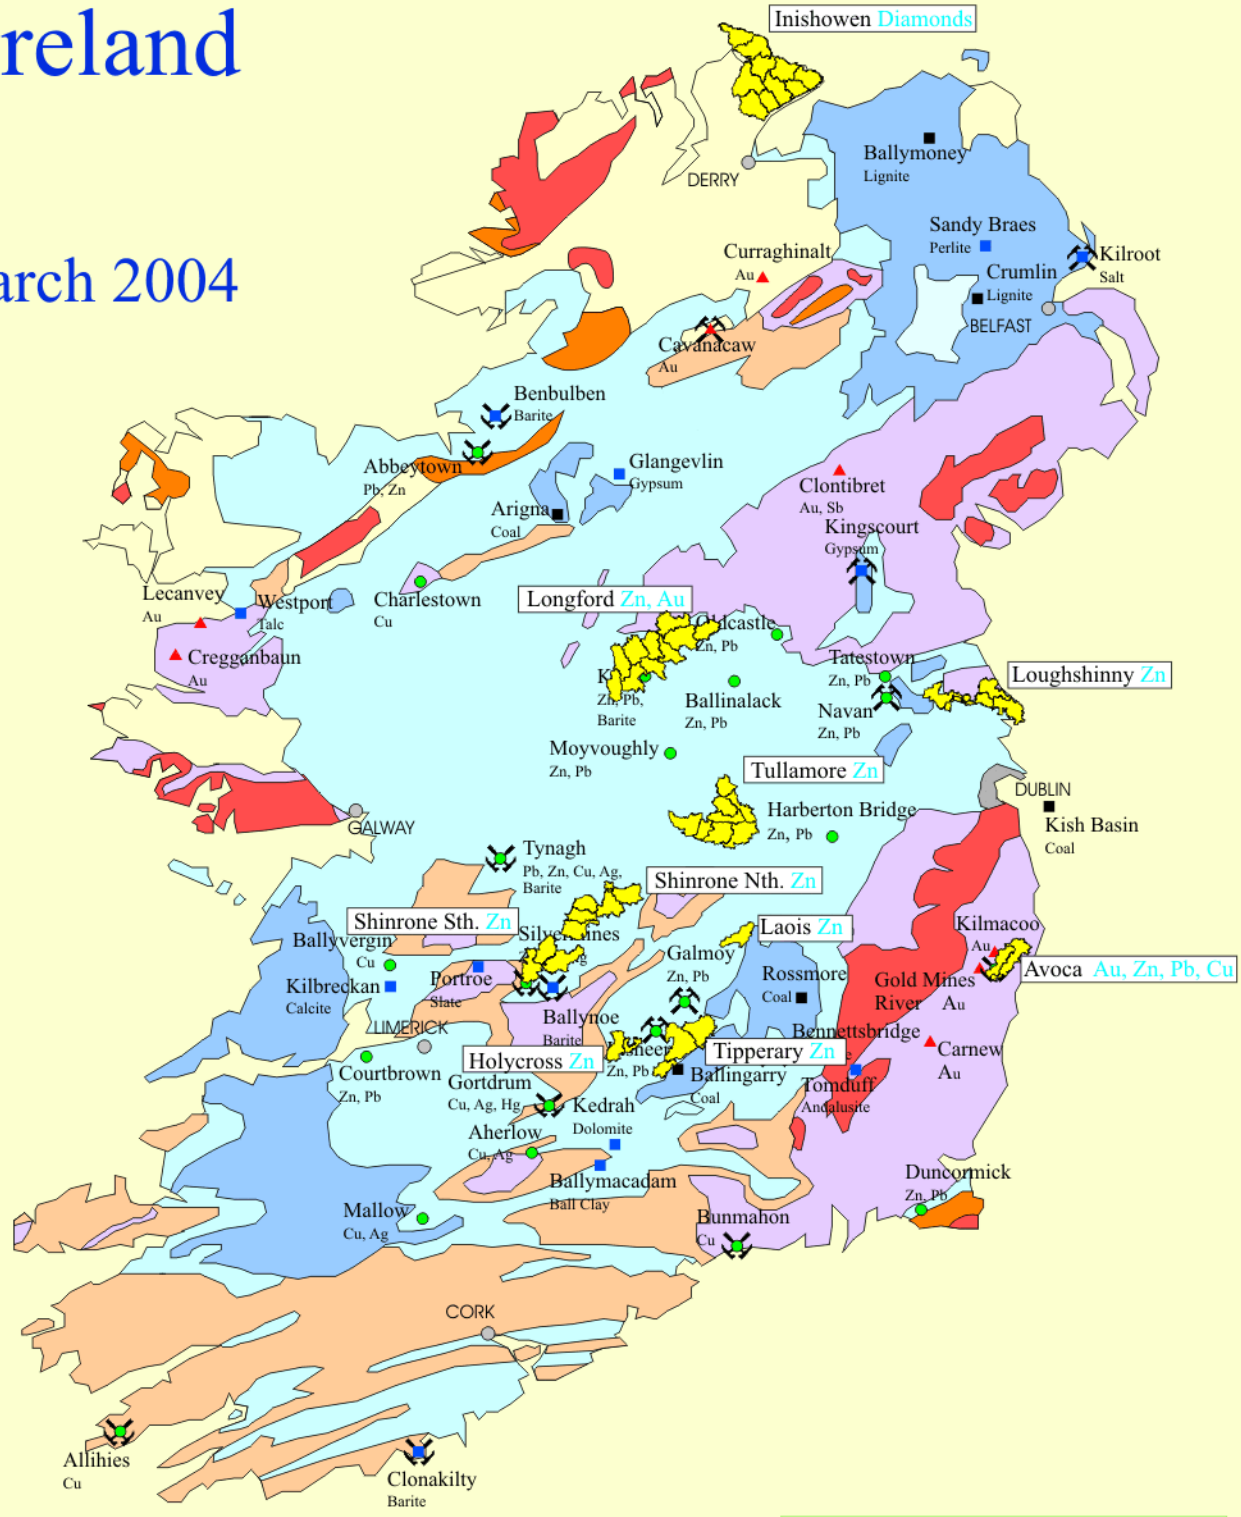 reland
arch 2004
Inishowen Diamonds
Ballymoney
Lignite
DERRY
Sandy Braes
Perlite
Curraghinalt
Au
Kilroot
Salt
Crumlin
Lignite
BELFAST
Cavanacaw
Au
Benbulben
Barite
Abbeytown
Pb, Zn
Glangevlin
Gypsum
Clontibret
Au, Sb
Arigna
Coal
Kingscourt
Gypsum
Lecanvey
Au
Westport
Talc
Charlestown
Cu
Longford Zn, Au
Oldcastle
Zn, Pb
Cregganbaun
Au
Tatestown
Zn, Pb
Loughshinny Zn
K
Zn, Pb,
Barite
Ballinalack
Zn, Pb
Navan
Zn, Pb
Moyvoughly
Zn, Pb
Tullamore Zn
DUBLIN
Harberton Bridge
Zn, Pb
Kish Basin
Coal
GALWAY
Tynagh
Pb, Zn, Cu, Ag,
Barite
Shinrone Nth. Zn
Shinrone Sth. Zn
Laois Zn
Kilmacoo
Au
Ballyvergin
Cu
Galmoy
Zn, Pb
Avoca Au, Zn, Pb, Cu
Portroe
Slate
Rossmore
Coal
Gold Mines
River Au
Kilbreckan
Calcite
Ballynoe
Barite
LIMERICK
Bennettsbridge
Carnew
Au
Holycross Zn
Zn, Pb
Tipperary Zn
Courtbrown
Zn, Pb
Gortdrum
Cu, Ag, Hg
Ballingarry
Coal
Tomduff
Andalusite
Kedrah
Dolomite
Aherlow
Cu, Ag
Ballymacadam
Ball Clay
Duncormick
Zn, Pb
Mallow
Cu, Ag
Bunmahon
Cu
CORK
Allihies
Cu
Clonakilty
Barite